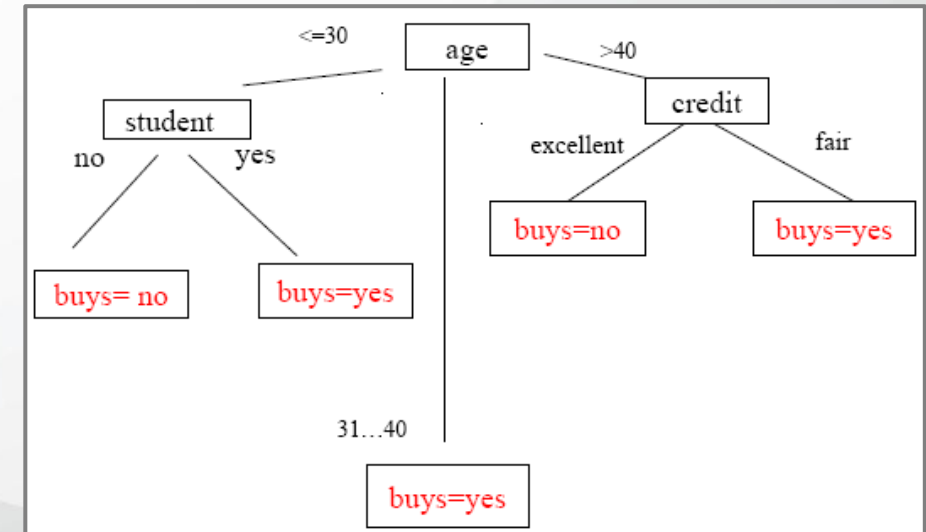 <=30
age
>40
student
credit
no
yes
excellent
fair
buys= no
buys=yes
buys=no
buys=yes
31...40
buys=yes